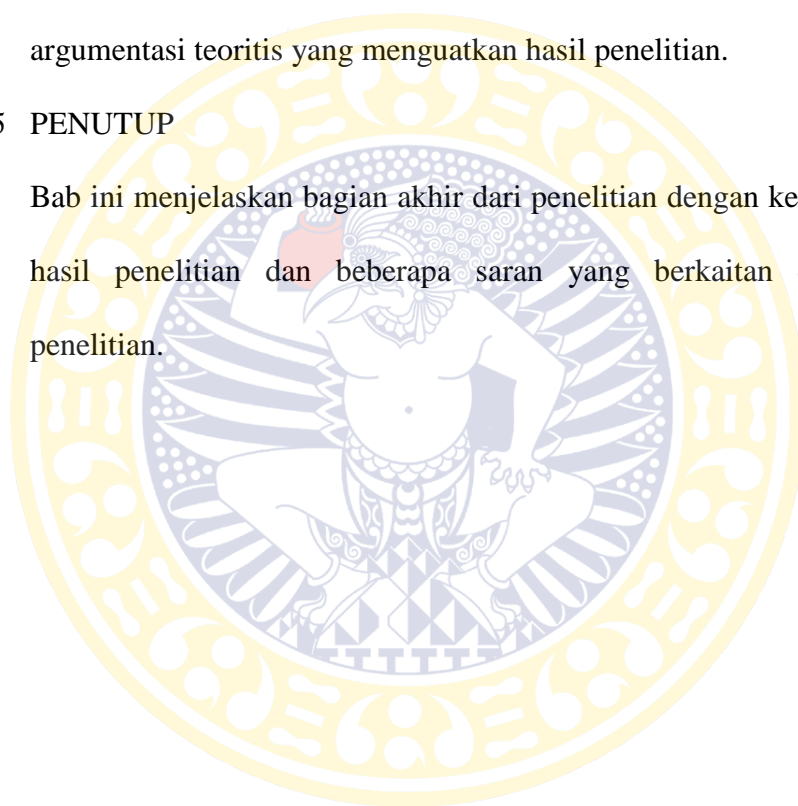 argumentasi teoritis yang menguatkan hasil penelitian.
5 PENUTUP
Bab ini menjelaskan bagian akhir dari penelitian dengan ke
hasil penelitian dan beberapa saran yang berkaitan
penelitian.